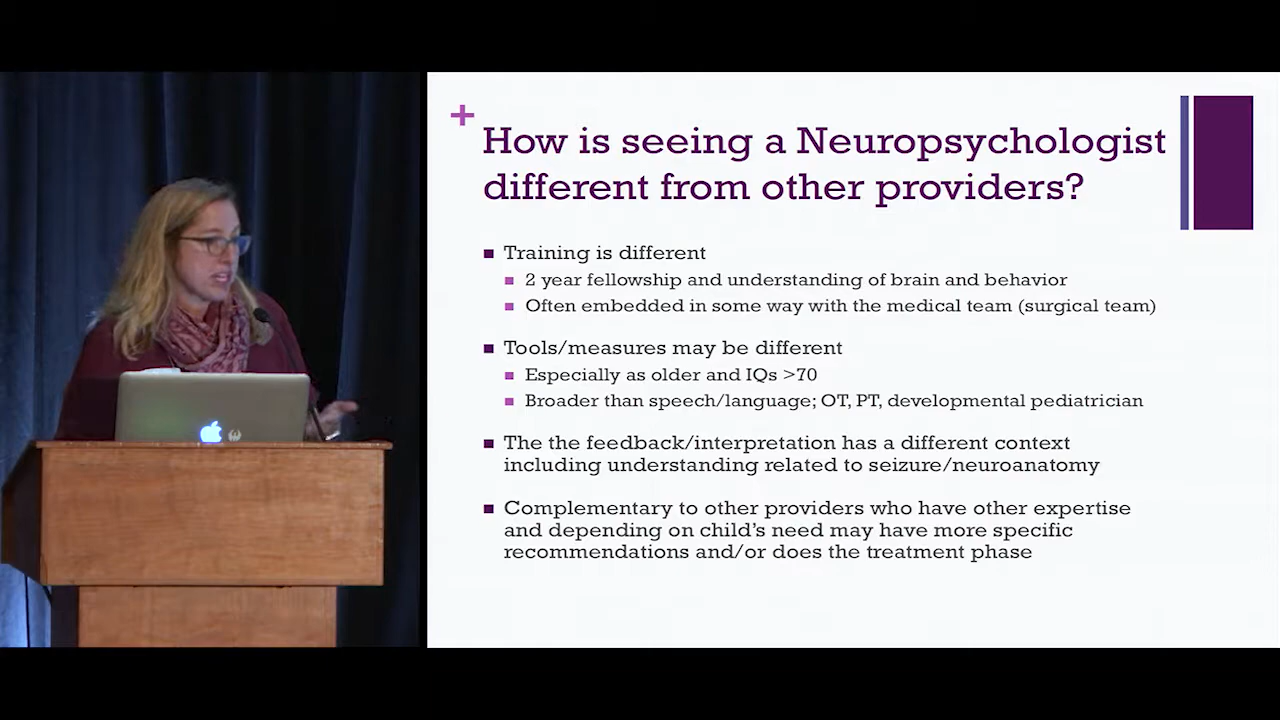 +
How is seeing a Neuropsychologist
different from other providers?
Training is different
2 year fellowship and understanding of brain and behavior
Often embedded in some way with the medical team (surgical team)
Tools/measures may be different
Especially as older and IQs >70
Broader than speech/language; OT, PT, developmental pediatrician
The the feedback/interpretation has a different context
including understanding related to seizure/neuroanatomy
Complementary to other providers who have other expertise
and depending on child's need may have more specific
recommendations and/or does the treatment phase